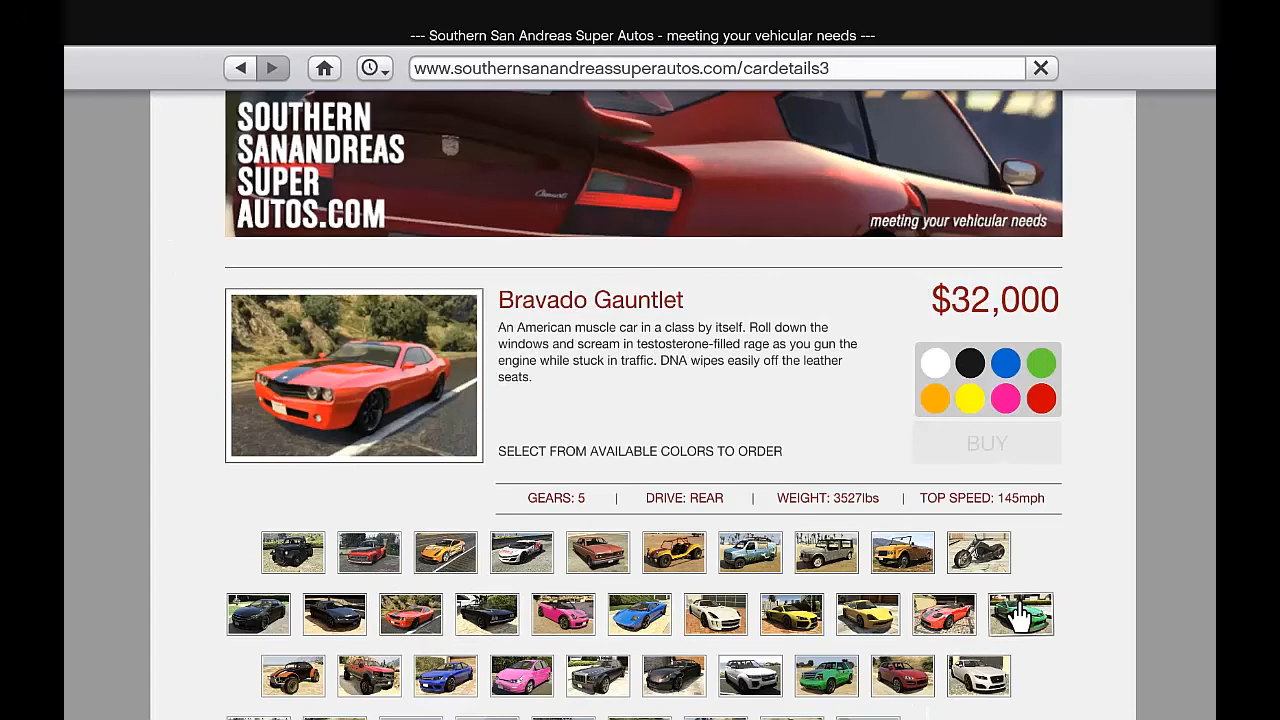 --- Southern San Andreas Super Autos - meeting your vehicular needs ---
www.southernsanandreassuperautos.com/cardetails3
SOUTHERN
SANANDREAS
SUPER
AUTOS.COM
meeting your vehicular needs
Bravado Gauntlet
$32,000
An American muscle car in a class by itself. Roll down the
windows and scream in testosterone-filled rage as you gun the
engine while stuck in traffic. DNA wipes easily off the leather
seats.
SELECT FROM AVAILABLE COLORS TO ORDER
BUY
GEARS: 5 | DRIVE: REAR | WEIGHT: 3527lbs | TOP SPEED: 145mph